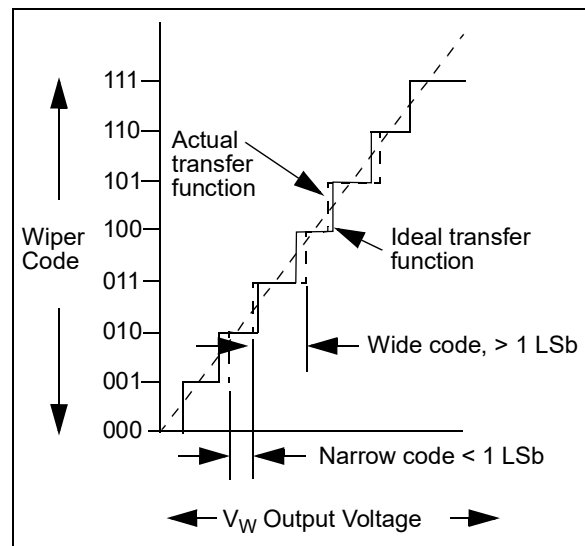 111
110
101
100
011
010
001
000
Wiper
Code
Actual
transfer
function
Ideal transfer
function
Wide code, > 1 LSb
Narrow code < 1 LSb
VW Output Voltage